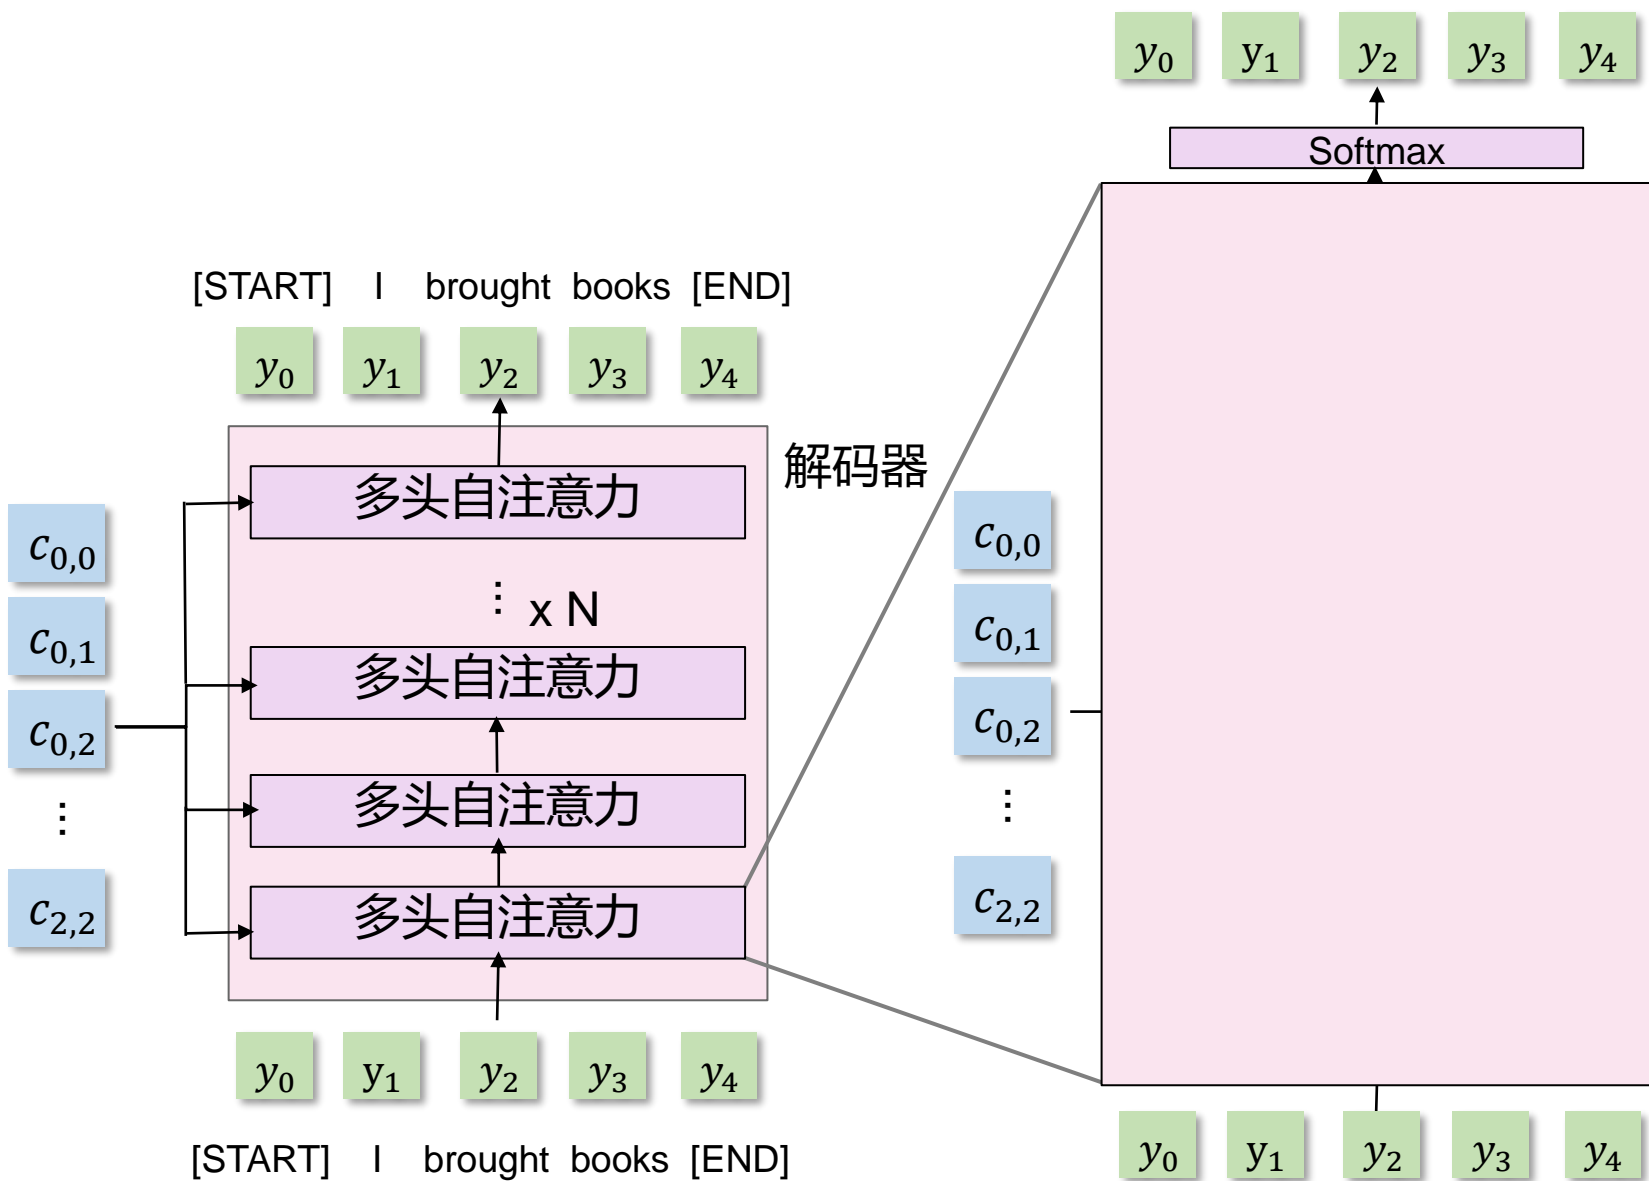 y₀ y₁ y₂ y₃ y₄
Softmax
[START] I brought books [END]
y₀ y₁ y₂ y₃ y₄
解码器
多头自注意力
⋮ x N
多头自注意力
多头自注意力
多头自注意力
c₀,₀
c₀,₁
c₀,₂
⋮
c₂,₂
c₀,₀
c₀,₁
c₀,₂
⋮
c₂,₂
y₀ y₁ y₂ y₃ y₄
[START] I brought books [END]
y₀ y₁ y₂ y₃ y₄